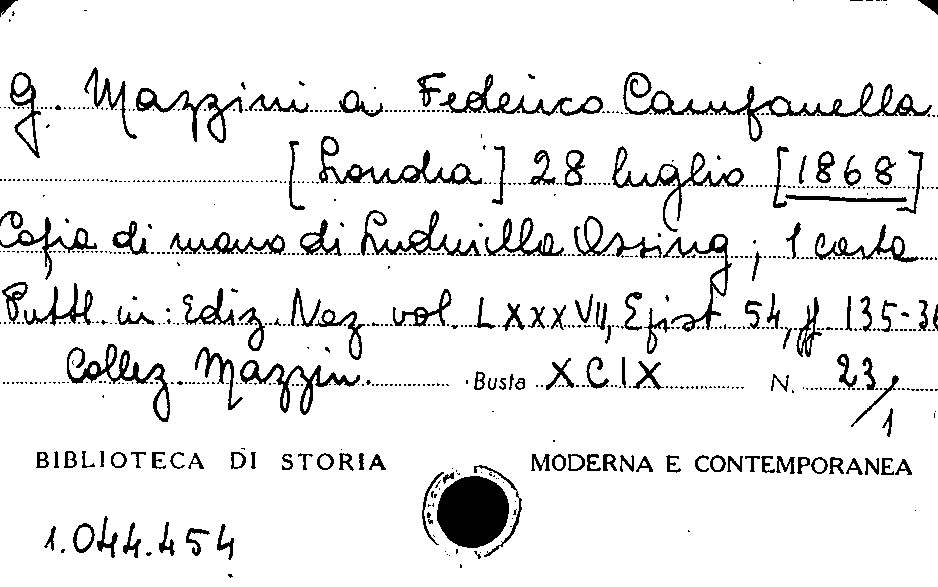 G. Mazzini a Federico Campanella
[Londra] 28 luglio [1868]
Copia di mano di Ludmilla Assing; 1 carta
Pubbl. in: Ediz. Naz. vol. LXXXVII, Epist. 54, pp. 135-36
Collez. Mazzin. Busta XCIX N. 23/1
BIBLIOTECA DI STORIA MODERNA E CONTEMPORANEA
1.044.454